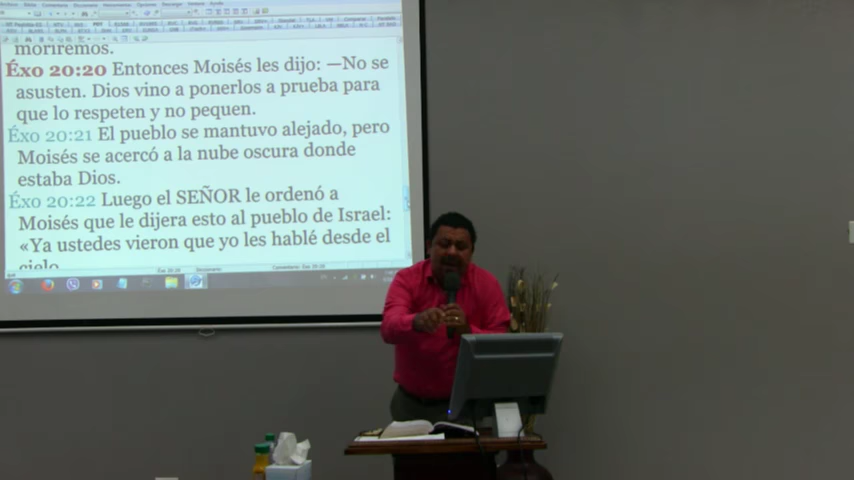 moriremos.
Éxo 20:20 Entonces Moisés les dijo: —No se
asusten. Dios vino a ponerlos a prueba para
que lo respeten y no pequen.
Éxo 20:21 El pueblo se mantuvo alejado, pero
Moisés se acercó a la nube oscura donde
estaba Dios.
Éxo 20:22 Luego el SEÑOR le ordenó a
Moisés que le dijera esto al pueblo de Israel:
«Ya ustedes vieron que yo les hablé desde el
cielo